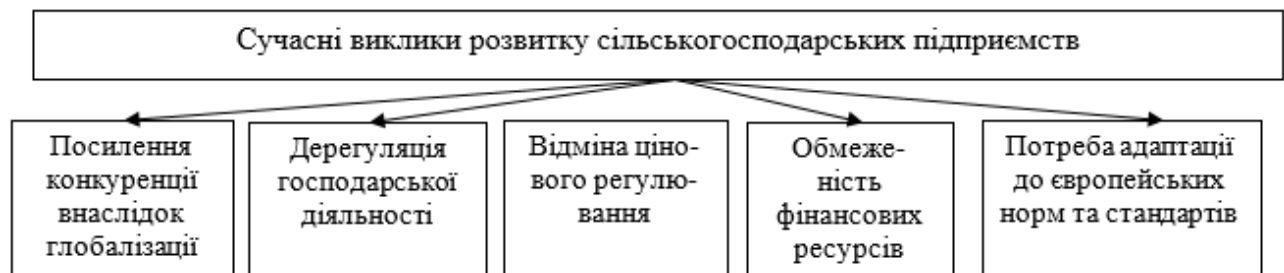 Сучасні виклики розвитку сільськогосподарських підприємств
Посилення
конкуренції
внаслідок
глобалізації
Дерегуляція
господарської
діяльності
Відміна ціно-
вого регулю-
вання
Обмеже-
ність
фінансових
ресурсів
Потреба адаптації
до європейських
норм та стандартів